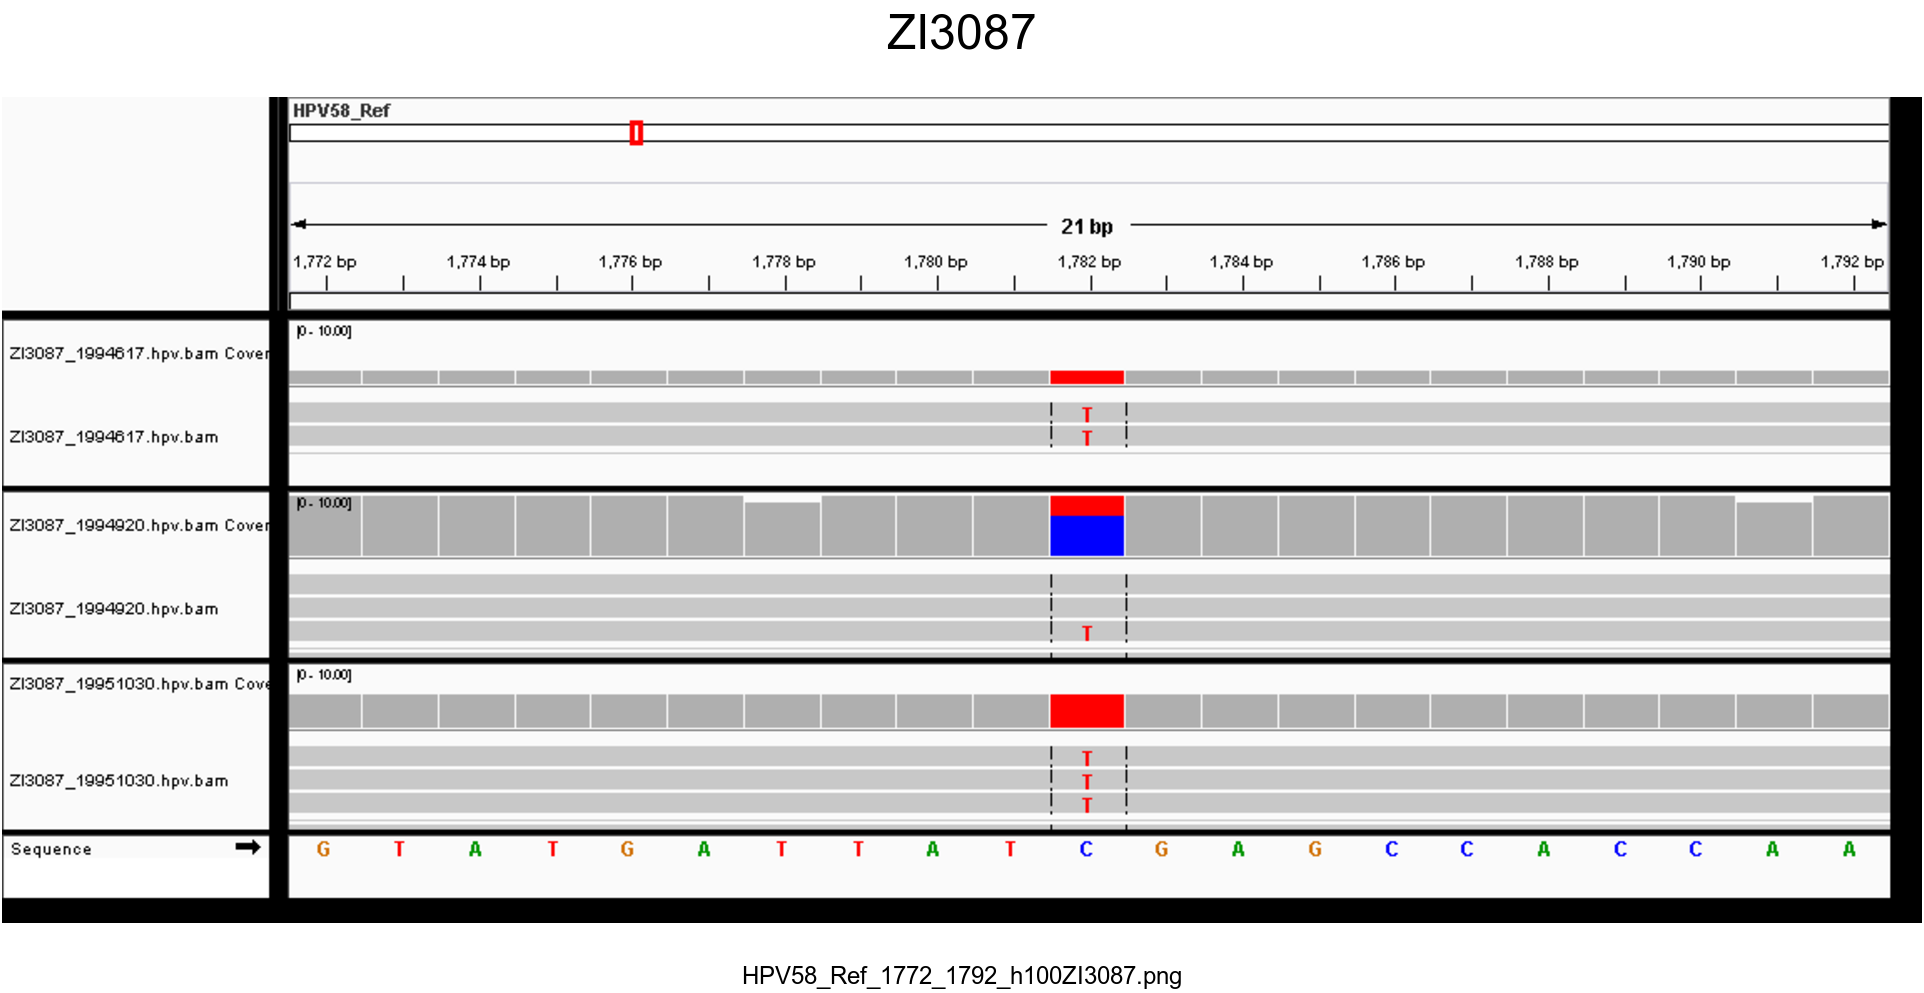 ZI3087
HPV58_Ref
21 bp
1,772 bp 1,774 bp 1,776 bp 1,778 bp 1,780 bp 1,782 bp 1,784 bp 1,786 bp 1,788 bp 1,790 bp 1,792 bp
[0 - 10.00]
ZI3087_1994617.hpv.bam Cover
T
ZI3087_1994617.hpv.bam
T
[0 - 10.00]
ZI3087_1994920.hpv.bam Cover
ZI3087_1994920.hpv.bam
T
[0 - 10.00]
ZI3087_19951030.hpv.bam Cove
T
ZI3087_19951030.hpv.bam
T
T
Sequence G T A T G A T T A T C G A G C C A C C A A
HPV58_Ref_1772_1792_h100ZI3087.png